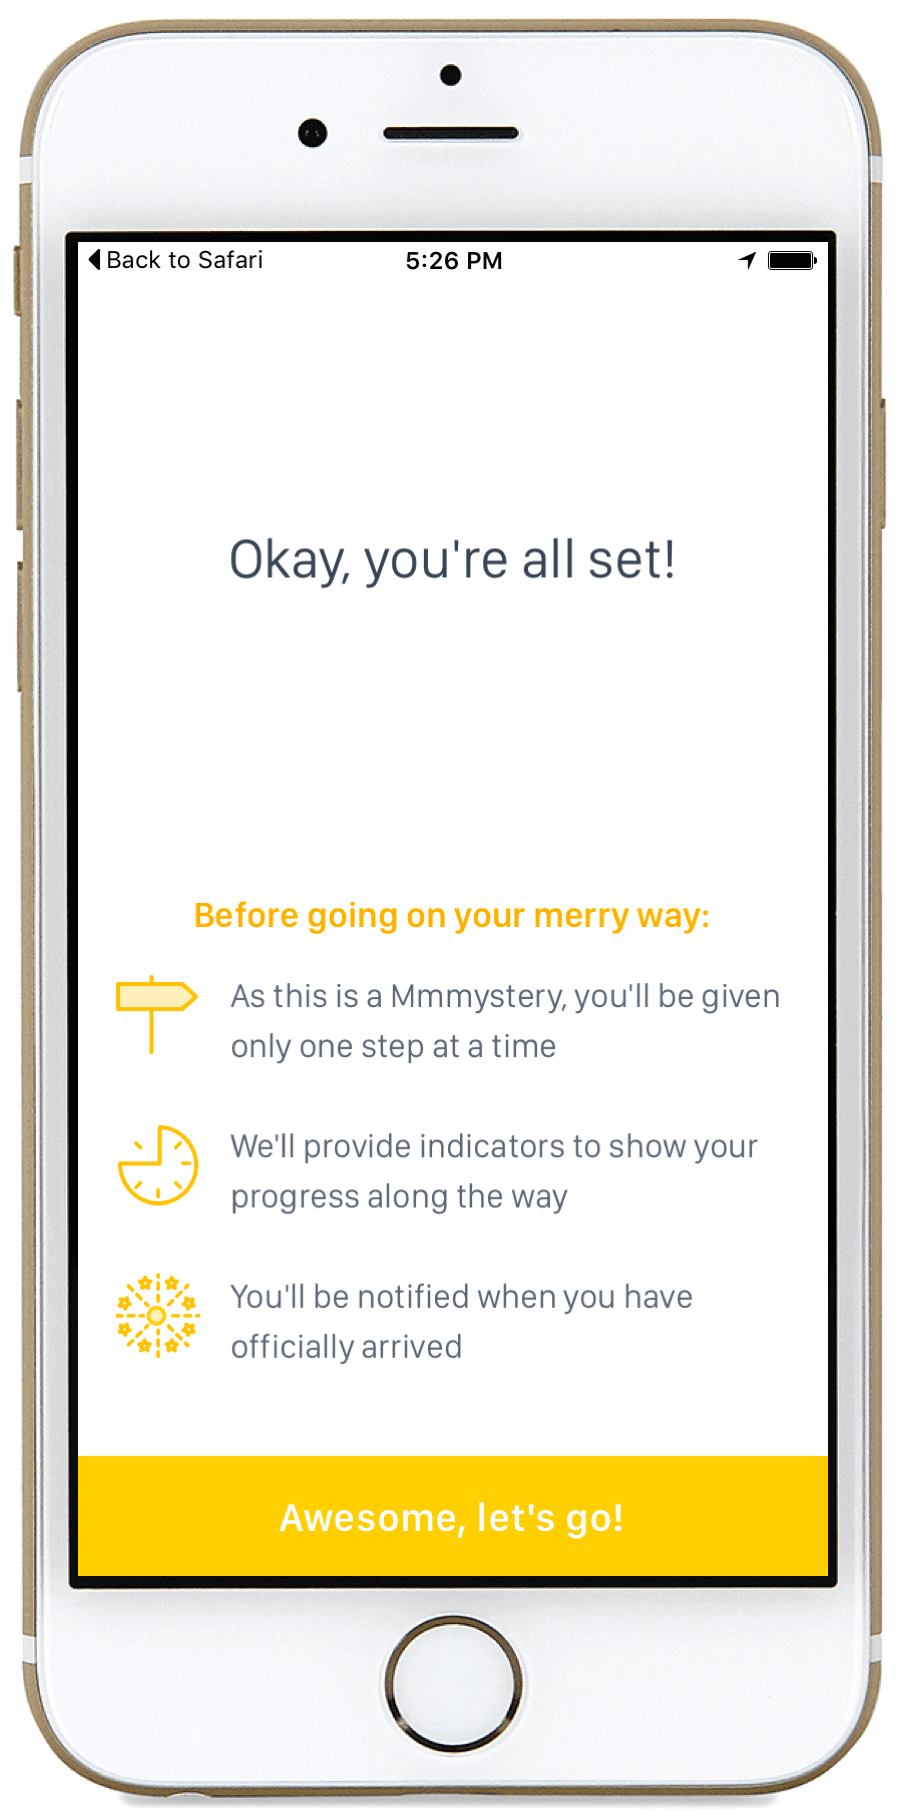 Back to Safari 5:26 PM
Okay, you're all set!
Before going on your merry way:
As this is a Mmmystery, you'll be given
only one step at a time
We'll provide indicators to show your
progress along the way
You'll be notified when you have
officially arrived
Awesome, let's go!